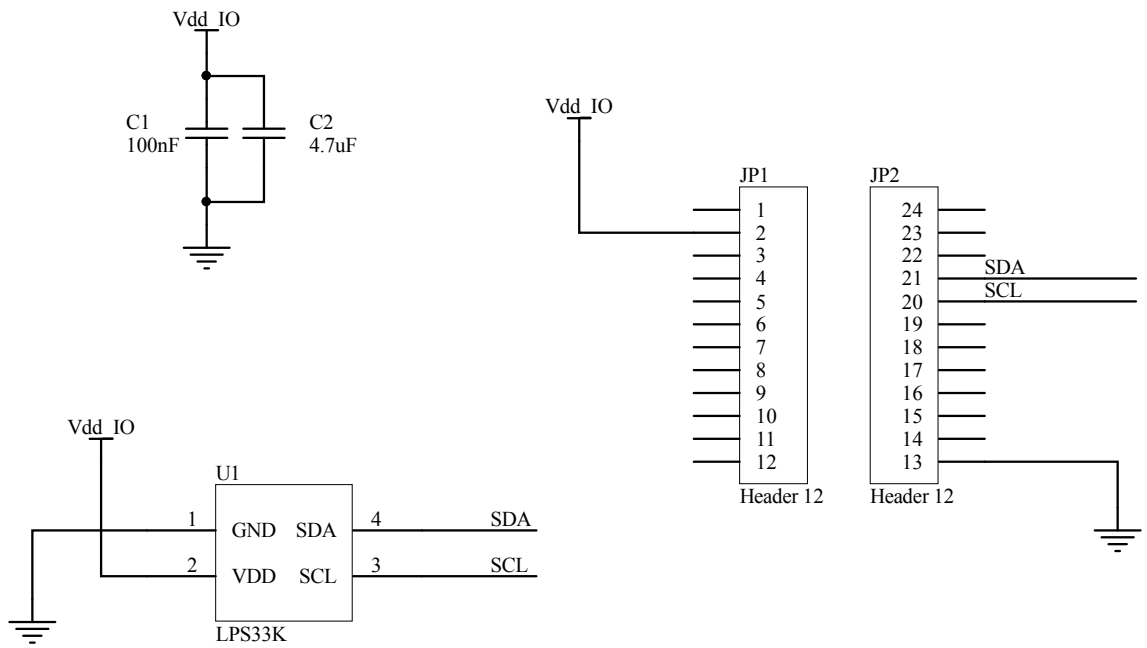 Vdd_IO
C1
100nF
C2
4.7uF
Vdd_IO
JP1
1
2
3
4
5
6
7
8
9
10
11
12
Header 12
JP2
24
23
22
21
20
19
18
17
16
15
14
13
Header 12
SDA
SCL
Vdd_IO
U1
1 GND SDA 4 SDA
2 VDD SCL 3 SCL
LPS33K